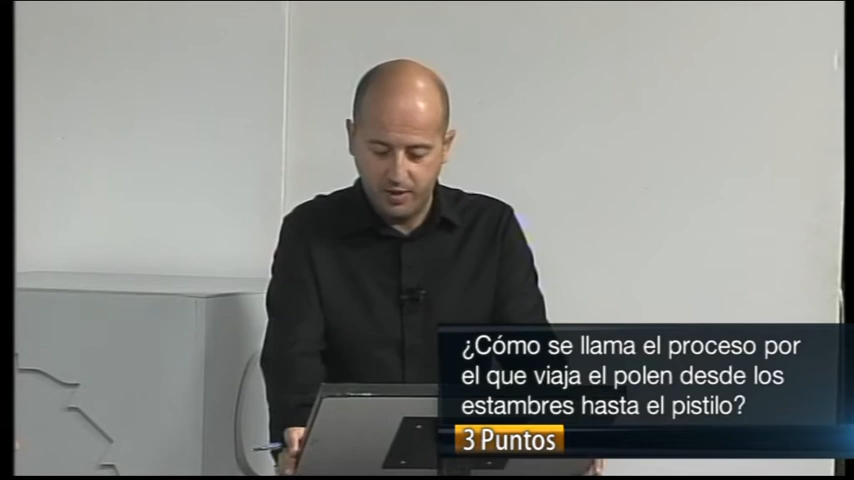 ¿Cómo se llama el proceso por
el que viaja el polen desde los
estambres hasta el pistilo?
3 Puntos